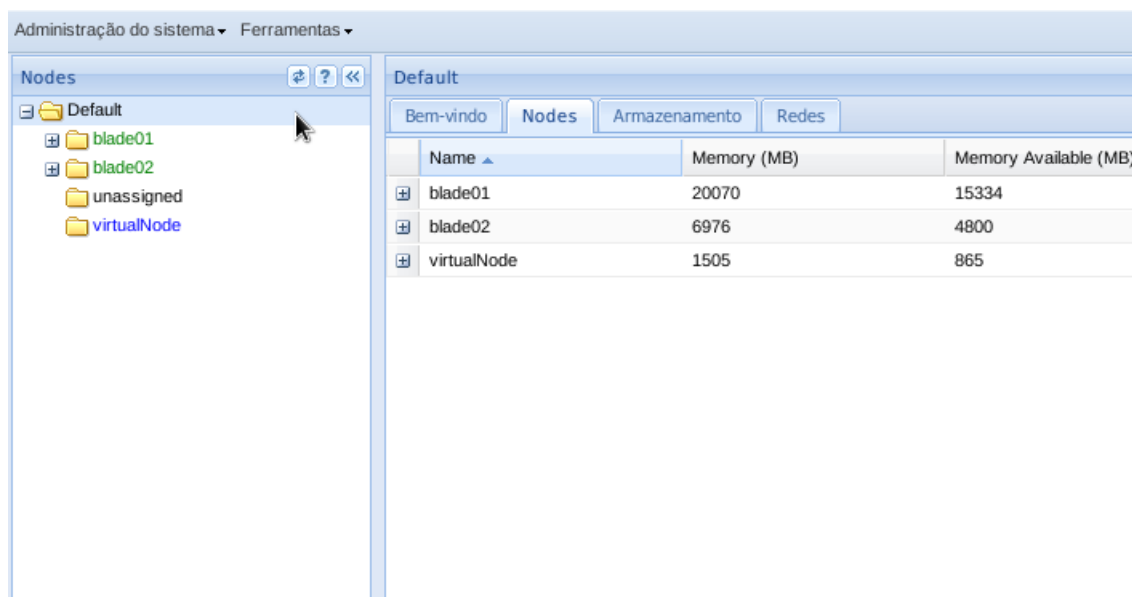 Administração do sistema Ferramentas
Nodes
Default
blade01
blade02
unassigned
virtualNode
Default
Bem-vindo Nodes Armazenamento Redes
Name Memory (MB) Memory Available (MB)
blade01 20070 15334
blade02 6976 4800
virtualNode 1505 865